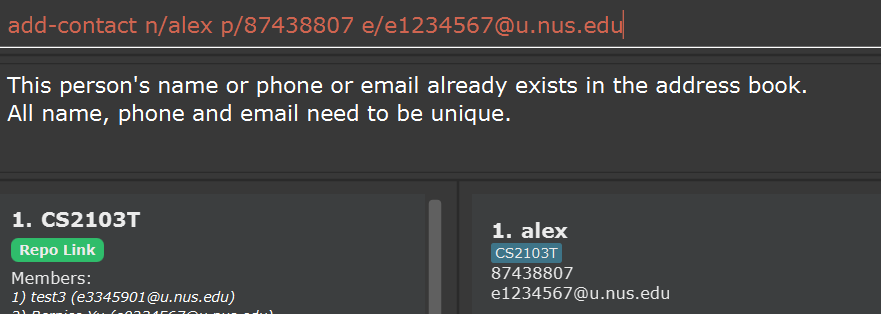 add-contact n/alex p/87438807 e/e1234567@u.nus.edu
This person's name or phone or email already exists in the address book.
All name, phone and email need to be unique.
1. CS2103T
Repo Link
Members:
1) test3 (e3345901@u.nus.edu)
1. alex
CS2103T
87438807
e1234567@u.nus.edu